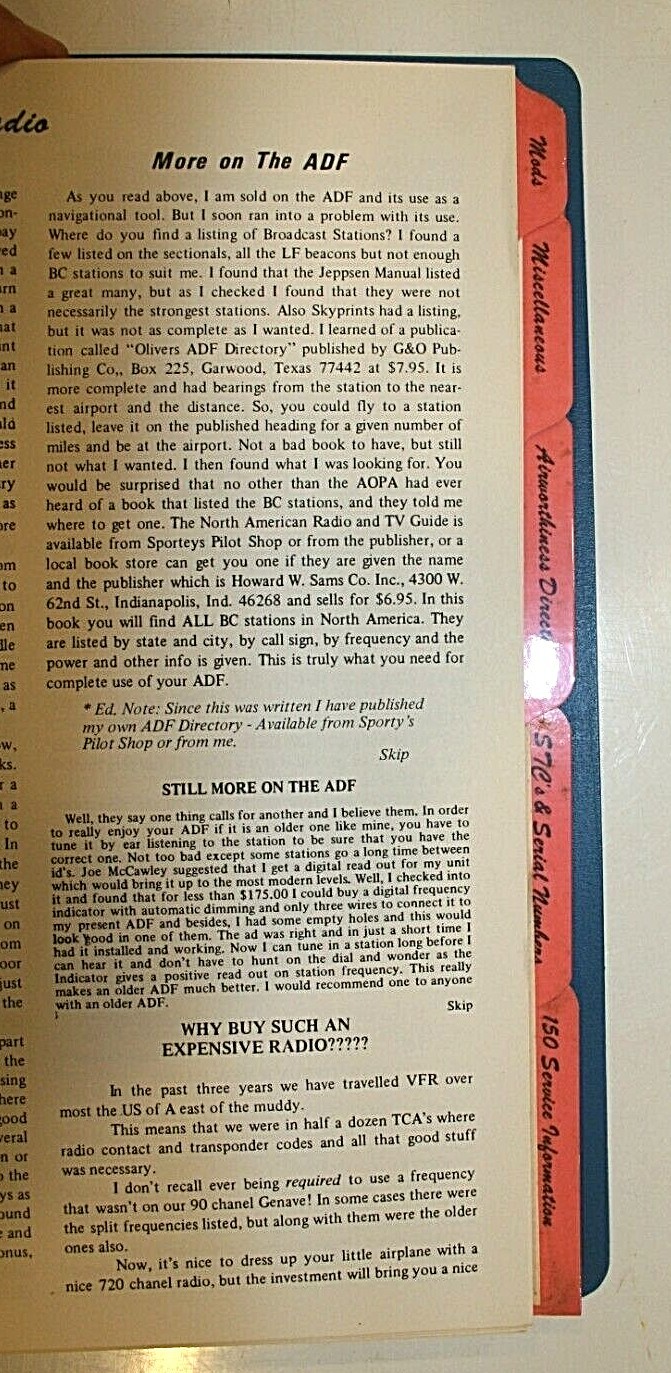 dio
More on The ADF
As you read above, I am sold on the ADF and its use as a
navigational tool. But I soon ran into a problem with its use.
Where do you find a listing of Broadcast Stations? I found a
few listed on the sectionals, all the LF beacons but not enough
BC stations to suit me. I found that the Jeppsen Manual listed
a great many, but as I checked I found that they were not
necessarily the strongest stations. Also Skyprints had a listing,
but it was not as complete as I wanted. I learned of a publica-
tion called "Olivers ADF Directory" published by G&O Pub-
lishing Co,, Box 225, Garwood, Texas 77442 at $7.95. It is
more complete and had bearings from the station to the near-
est airport and the distance. So, you could fly to a station
listed, leave it on the published heading for a given number of
miles and be at the airport. Not a bad book to have, but still
not what I wanted. I then found what I was looking for. You
would be surprised that no other than the AOPA had ever
heard of a book that listed the BC stations, and they told me
where to get one. The North American Radio and TV Guide is
available from Sporteys Pilot Shop or from the publisher, or a
local book store can get you one if they are given the name
and the publisher which is Howard W. Sams Co. Inc., 4300 W.
62nd St., Indianapolis, Ind. 46268 and sells for $6.95. In this
book you will find ALL BC stations in North America. They
are listed by state and city, by call sign, by frequency and the
power and other info is given. This is truly what you need for
complete use of your ADF.
* Ed. Note: Since this was written I have published
my own ADF Directory - Available from Sporty's
Pilot Shop or from me.
Skip
STILL MORE ON THE ADF
Well, they say one thing calls for another and I believe them. In order
to really enjoy your ADF if it is an older one like mine, you have to
tune it by ear listening to the station to be sure that you have the
correct one. Not too bad except some stations go a long time between
id's. Joe McCawley suggested that I get a digital read out for my unit
which would bring it up to the most modern levels. Well, I checked into
it and found that for less than $175.00 I could buy a digital frequency
indicator with automatic dimming and only three wires to connect it to
my present ADF and besides, I had some empty holes and this would
look good in one of them. The ad was right and in just a short time I
had it installed and working. Now I can tune in a station long before I
can hear it and don't have to hunt on the dial and wonder as the
Indicator gives a positive read out on station frequency. This really
makes an older ADF much better. I would recommend one to anyone
with an older ADF.
Skip
WHY BUY SUCH AN
EXPENSIVE RADIO?????
In the past three years we have travelled VFR over
most the US of A east of the muddy.
This means that we were in half a dozen TCA's where
radio contact and transponder codes and all that good stuff
was necessary.
I don't recall ever being required to use a frequency
that wasn't on our 90 chanel Genave! In some cases there were
the split frequencies listed, but along with them were the older
ones also.
Now, it's nice to dress up your little airplane with a
nice 720 chanel radio, but the investment will bring you a nice
Mods
Miscellaneous
Airworthiness Direct
STC's & Serial Numbers
150 Service Information